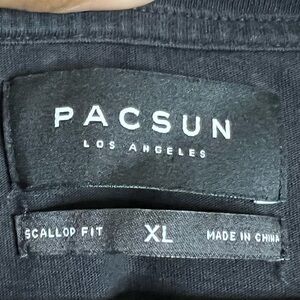 PACSUN
LOS ANGELES
SCALLOP FIT XL MADE IN CHINA